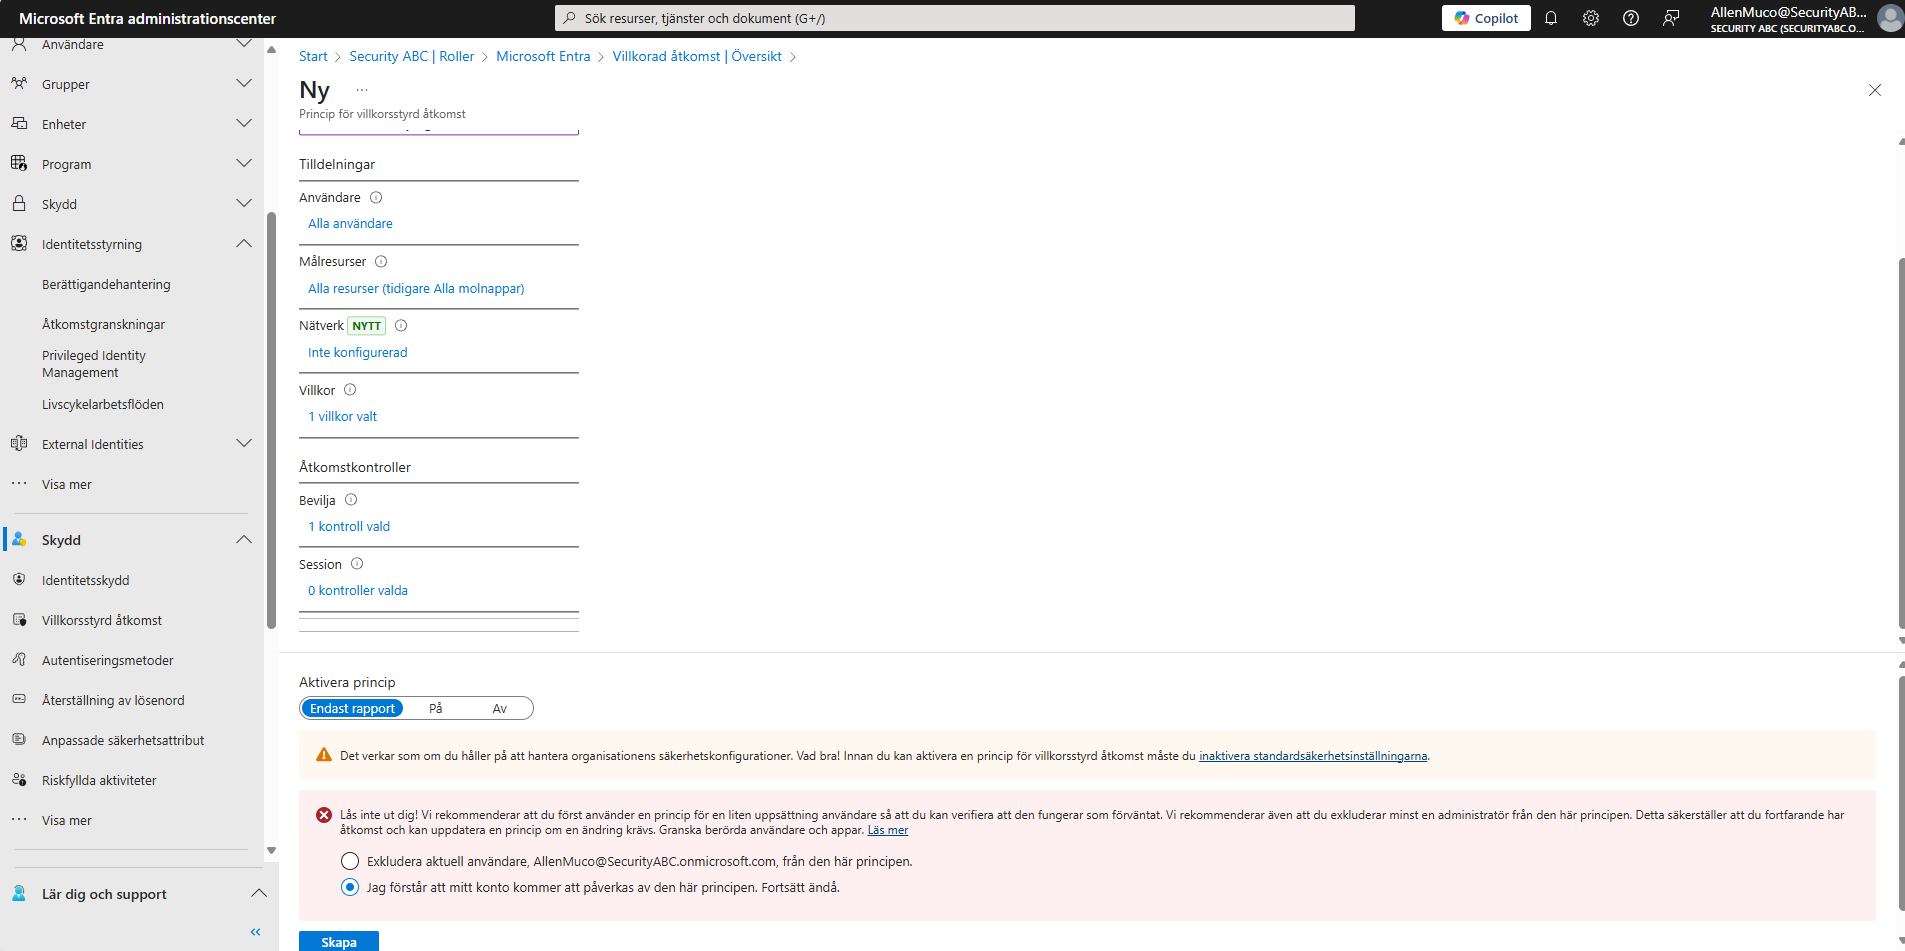 Microsoft Entra administrationscenter
Sök resurser, tjänster och dokument (G+/)
Copilot
AllenMuco@SecurityAB...
SECURITY ABC (SECURITYABC.O...
Användare
Grupper
Enheter
Program
Skydd
Identitetsstyrning
Berättigandehantering
Åtkomstgranskningar
Privileged Identity
Management
Livscykelarbetsflöden
External Identities
Visa mer
Skydd
Identitetsskydd
Villkorsstyrd åtkomst
Autentiseringsmetoder
Återställning av lösenord
Anpassade säkerhetsattribut
Riskfyllda aktiviteter
Visa mer
Lär dig och support
Start > Security ABC | Roller > Microsoft Entra > Villkorad åtkomst | Översikt >
Ny ...
Princip för villkorsstyrd åtkomst
Tilldelningar
Användare
Alla användare
Målresurser
Alla resurser (tidigare Alla molnappar)
Nätverk NYTT
Inte konfigurerad
Villkor
1 villkor valt
Åtkomstkontroller
Bevilja
1 kontroll vald
Session
0 kontroller valda
Aktivera princip
Endast rapport På Av
Det verkar som om du håller på att hantera organisationens säkerhetskonfigurationer. Vad bra! Innan du kan aktivera en princip för villkorsstyrd åtkomst måste du inaktivera standardsäkerhetsinställningarna.
Lås inte ut dig! Vi rekommenderar att du först använder en princip för en liten uppsättning användare så att du kan verifiera att den fungerar som förväntat. Vi rekommenderar även att du exkluderar minst en administratör från den här principen. Detta säkerställer att du fortfarande har
åtkomst och kan uppdatera en princip om en ändring krävs. Granska berörda användare och appar. Läs mer
Exkludera aktuell användare, AllenMuco@SecurityABC.onmicrosoft.com, från den här principen.
Jag förstår att mitt konto kommer att påverkas av den här principen. Fortsätt ändå.
Skapa